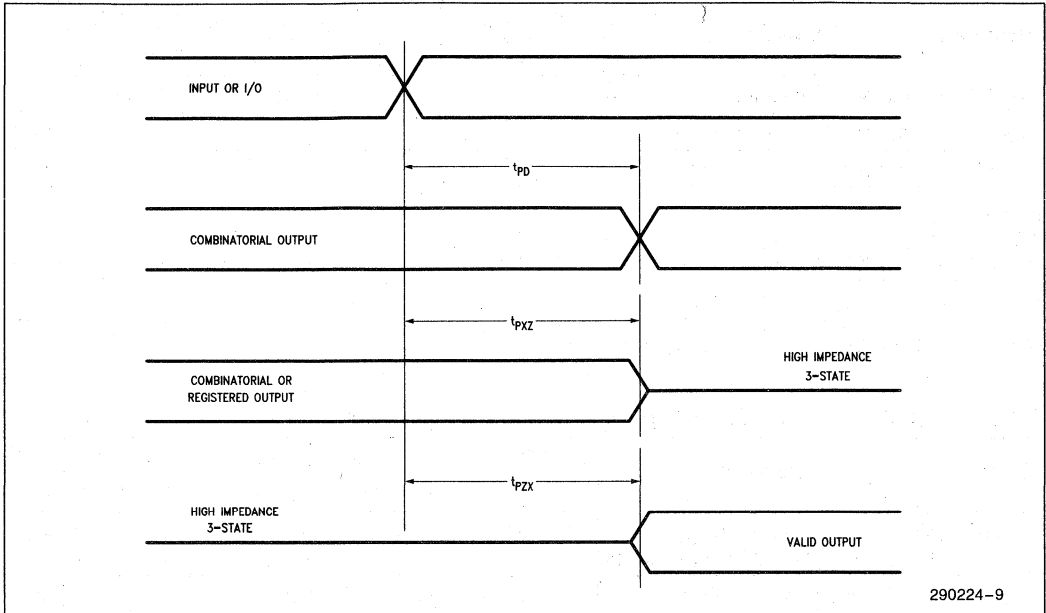 INPUT OR I/O
tPD
COMBINATORIAL OUTPUT
tPXZ
HIGH IMPEDANCE
3-STATE
COMBINATORIAL OR
REGISTERED OUTPUT
tPZX
HIGH IMPEDANCE
3-STATE
VALID OUTPUT
290224-9